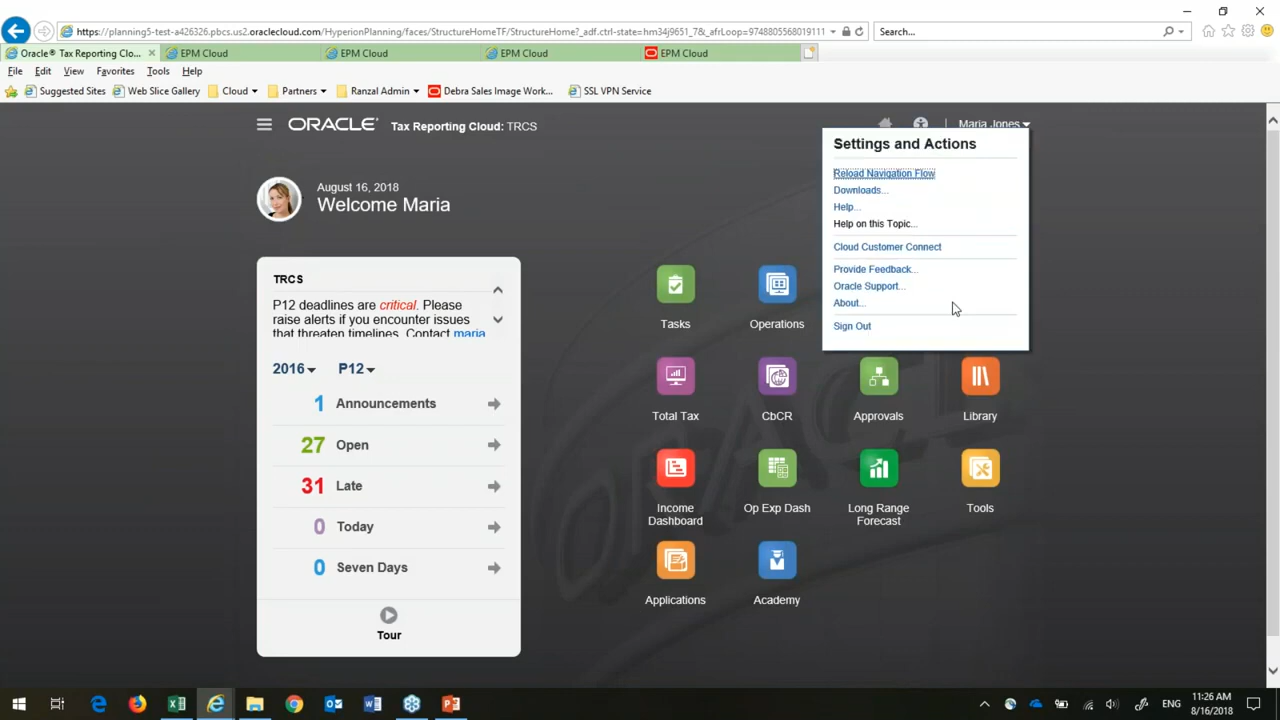 https://planning5-test-a426326.pbcs.us2.oraclecloud.com/HyperionPlanning/faces/StructureHomeTF/StructureHome?_adf.ctrl-state=hm34j9651_7&_afrLoop=9748805568019111
Search...
Oracle® Tax Reporting Clo...
EPM Cloud
EPM Cloud
EPM Cloud
EPM Cloud
File Edit View Favorites Tools Help
Suggested Sites Web Slice Gallery Cloud Partners Ranzal Admin Debra Sales Image Work... SSL VPN Service
ORACLE® Tax Reporting Cloud: TRCS
Maria Jones
Settings and Actions
Reload Navigation Flow
Downloads...
Help...
Help on this Topic...
Cloud Customer Connect
Provide Feedback...
Oracle Support...
About...
Sign Out
August 16, 2018
Welcome Maria
TRCS
P12 deadlines are critical. Please
raise alerts if you encounter issues
that threaten timelines. Contact maria
2016 P12
1 Announcements
27 Open
31 Late
0 Today
0 Seven Days
Tour
Tasks
Operations
Total Tax
CbCR
Approvals
Library
Income
Dashboard
Op Exp Dash
Long Range
Forecast
Tools
Applications
Academy
ORACL
ENG
11:26 AM
8/16/2018